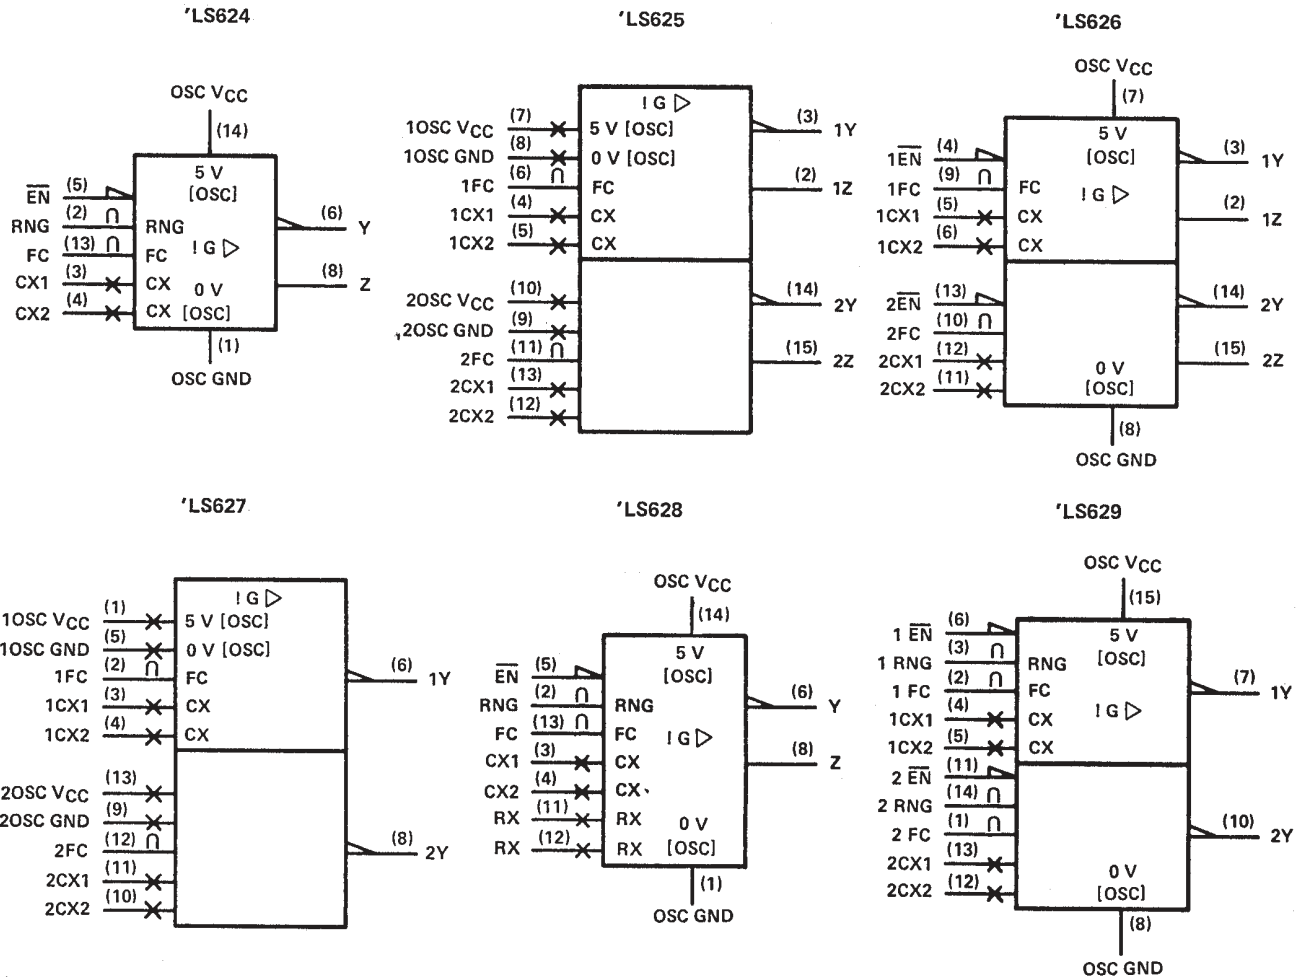 'LS624
OSC VCC
(14)
5 V
[OSC]
EN (5)
RNG (2) RNG
FC (13) FC
! G ▷
CX1 (3) CX
CX2 (4) CX
0 V
[OSC]
(6) Y
(8) Z
(1)
OSC GND
'LS625
! G ▷
1OSC VCC (7) 5 V [OSC]
1OSC GND (8) 0 V [OSC]
1FC (6) FC
1CX1 (4) CX
1CX2 (5) CX
(3) 1Y
(2) 1Z
2OSC VCC (10)
2OSC GND (9)
2FC (11)
2CX1 (13)
2CX2 (12)
(14) 2Y
(15) 2Z
'LS626
OSC VCC
(7)
5 V
[OSC]
1EN (4)
1FC (9) FC
! G ▷
1CX1 (5) CX
1CX2 (6) CX
(3) 1Y
(2) 1Z
2EN (13)
2FC (10)
2CX1 (12)
2CX2 (11)
0 V
[OSC]
(14) 2Y
(15) 2Z
(8)
OSC GND
'LS627
! G ▷
1OSC VCC (1) 5 V [OSC]
1OSC GND (5) 0 V [OSC]
1FC (2) FC
1CX1 (3) CX
1CX2 (4) CX
(6) 1Y
2OSC VCC (13)
2OSC GND (9)
2FC (12)
2CX1 (11)
2CX2 (10)
(8) 2Y
'LS628
OSC VCC
(14)
5 V
[OSC]
EN (5)
RNG (2) RNG
FC (13) FC
! G ▷
CX1 (3) CX
CX2 (4) CX
RX (11) RX
RX (12) RX
0 V
[OSC]
(6) Y
(8) Z
(1)
OSC GND
'LS629
OSC VCC
(15)
5 V
[OSC]
1 EN (6)
1 RNG (3) RNG
1 FC (2) FC
! G ▷
1CX1 (4) CX
1CX2 (5) CX
(7) 1Y
2 EN (11)
2 RNG (14)
2 FC (1)
2CX1 (13)
2CX2 (12)
0 V
[OSC]
(10) 2Y
(8)
OSC GND